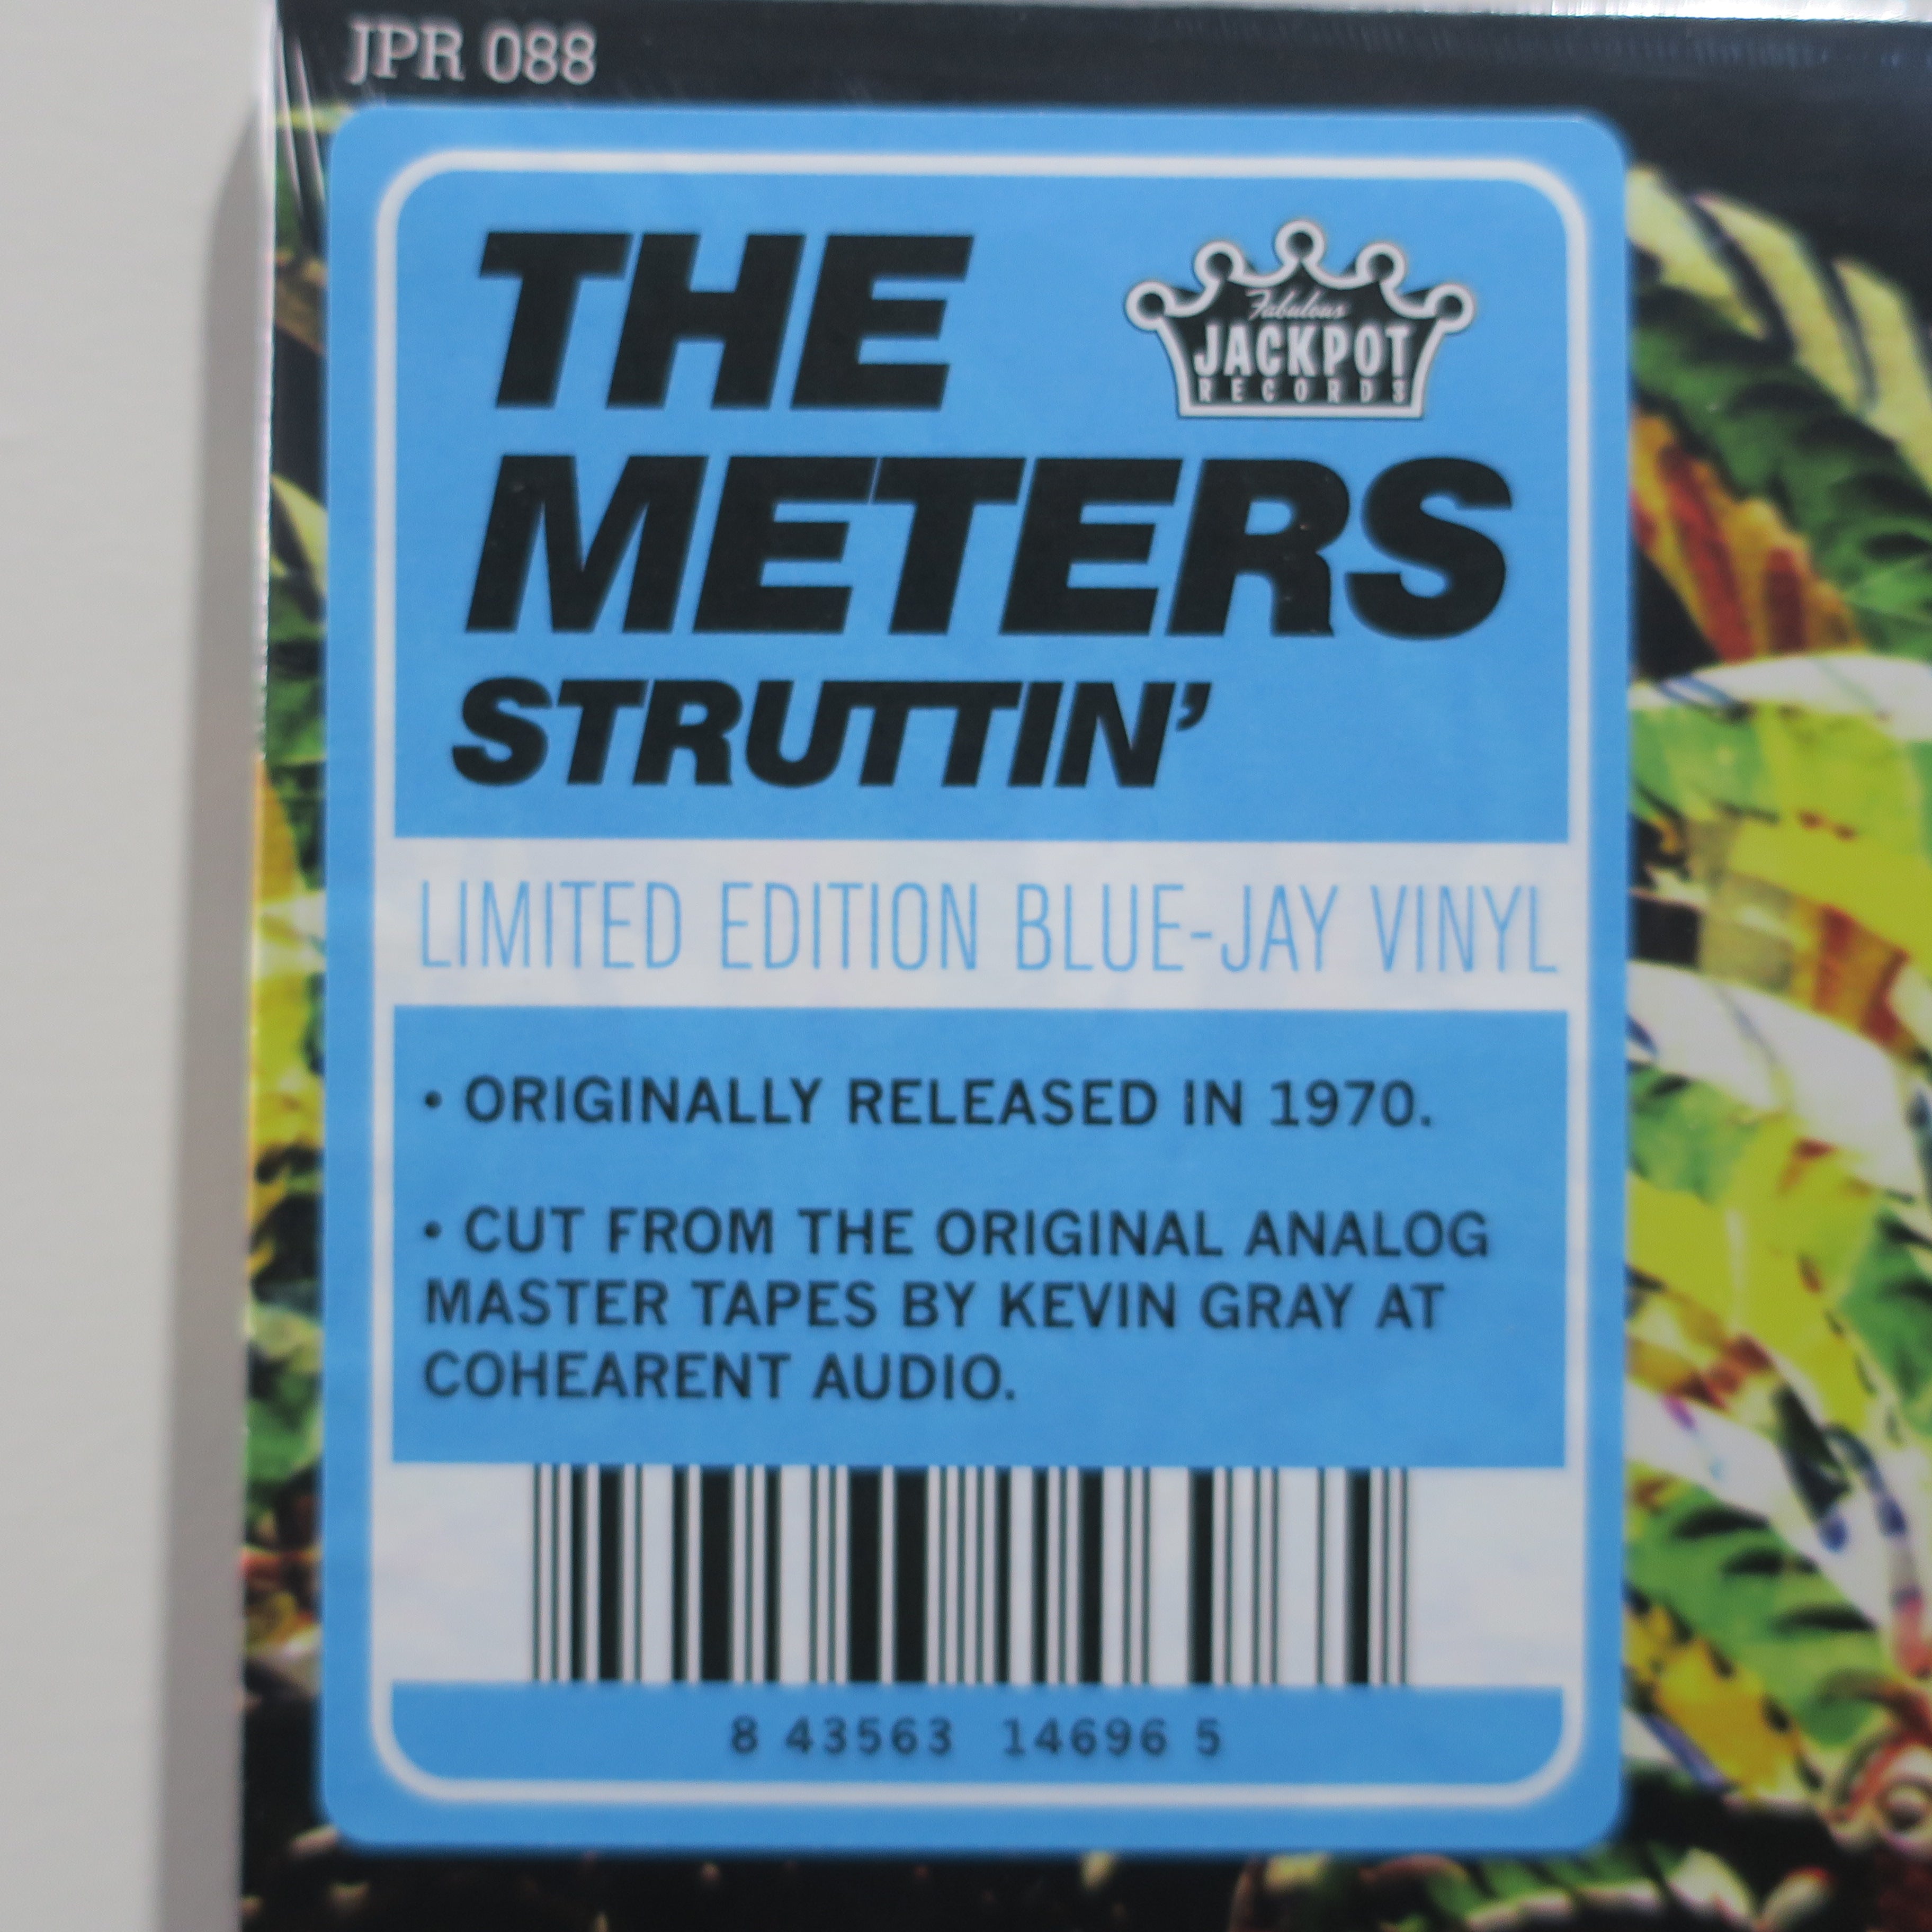 JPR 088
THE
Fabulous
JACKPOT
RECORDS
METERS
STRUTTIN’
LIMITED EDITION BLUE-JAY VINYL
• ORIGINALLY RELEASED IN 1970.
• CUT FROM THE ORIGINAL ANALOG
MASTER TAPES BY KEVIN GRAY AT
COHEARENT AUDIO.
8 43563 14696 5